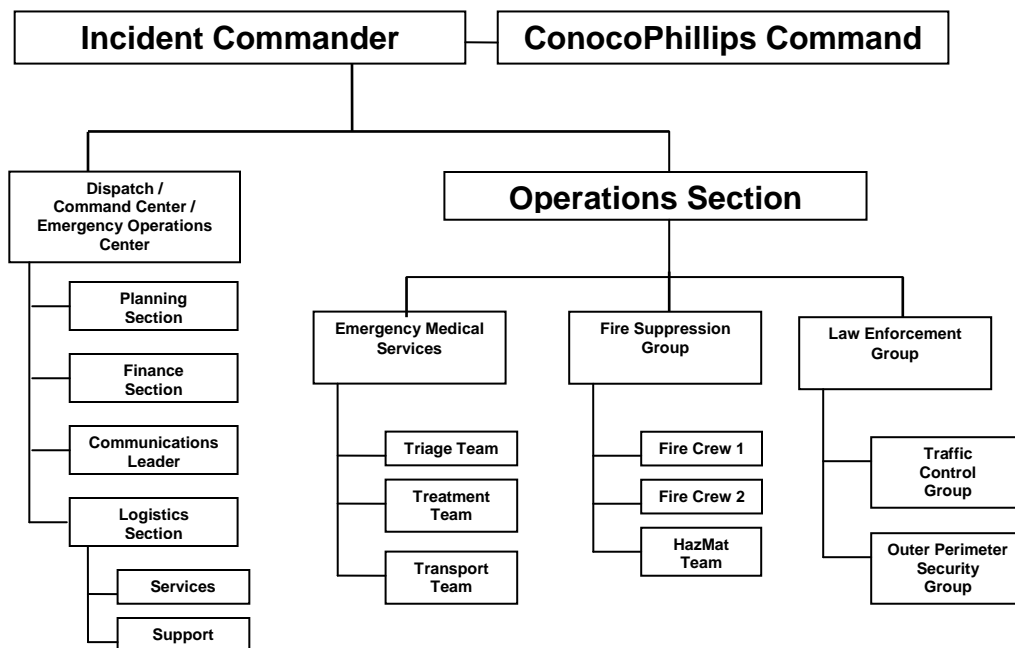 Incident Commander
ConocoPhillips Command
Dispatch /
Command Center /
Emergency Operations
Center
Operations Section
Planning
Section
Finance
Section
Communications
Leader
Logistics
Section
Services
Support
Emergency Medical
Services
Triage Team
Treatment
Team
Transport
Team
Fire Suppression
Group
Fire Crew 1
Fire Crew 2
HazMat
Team
Law Enforcement
Group
Traffic
Control
Group
Outer Perimeter
Security
Group